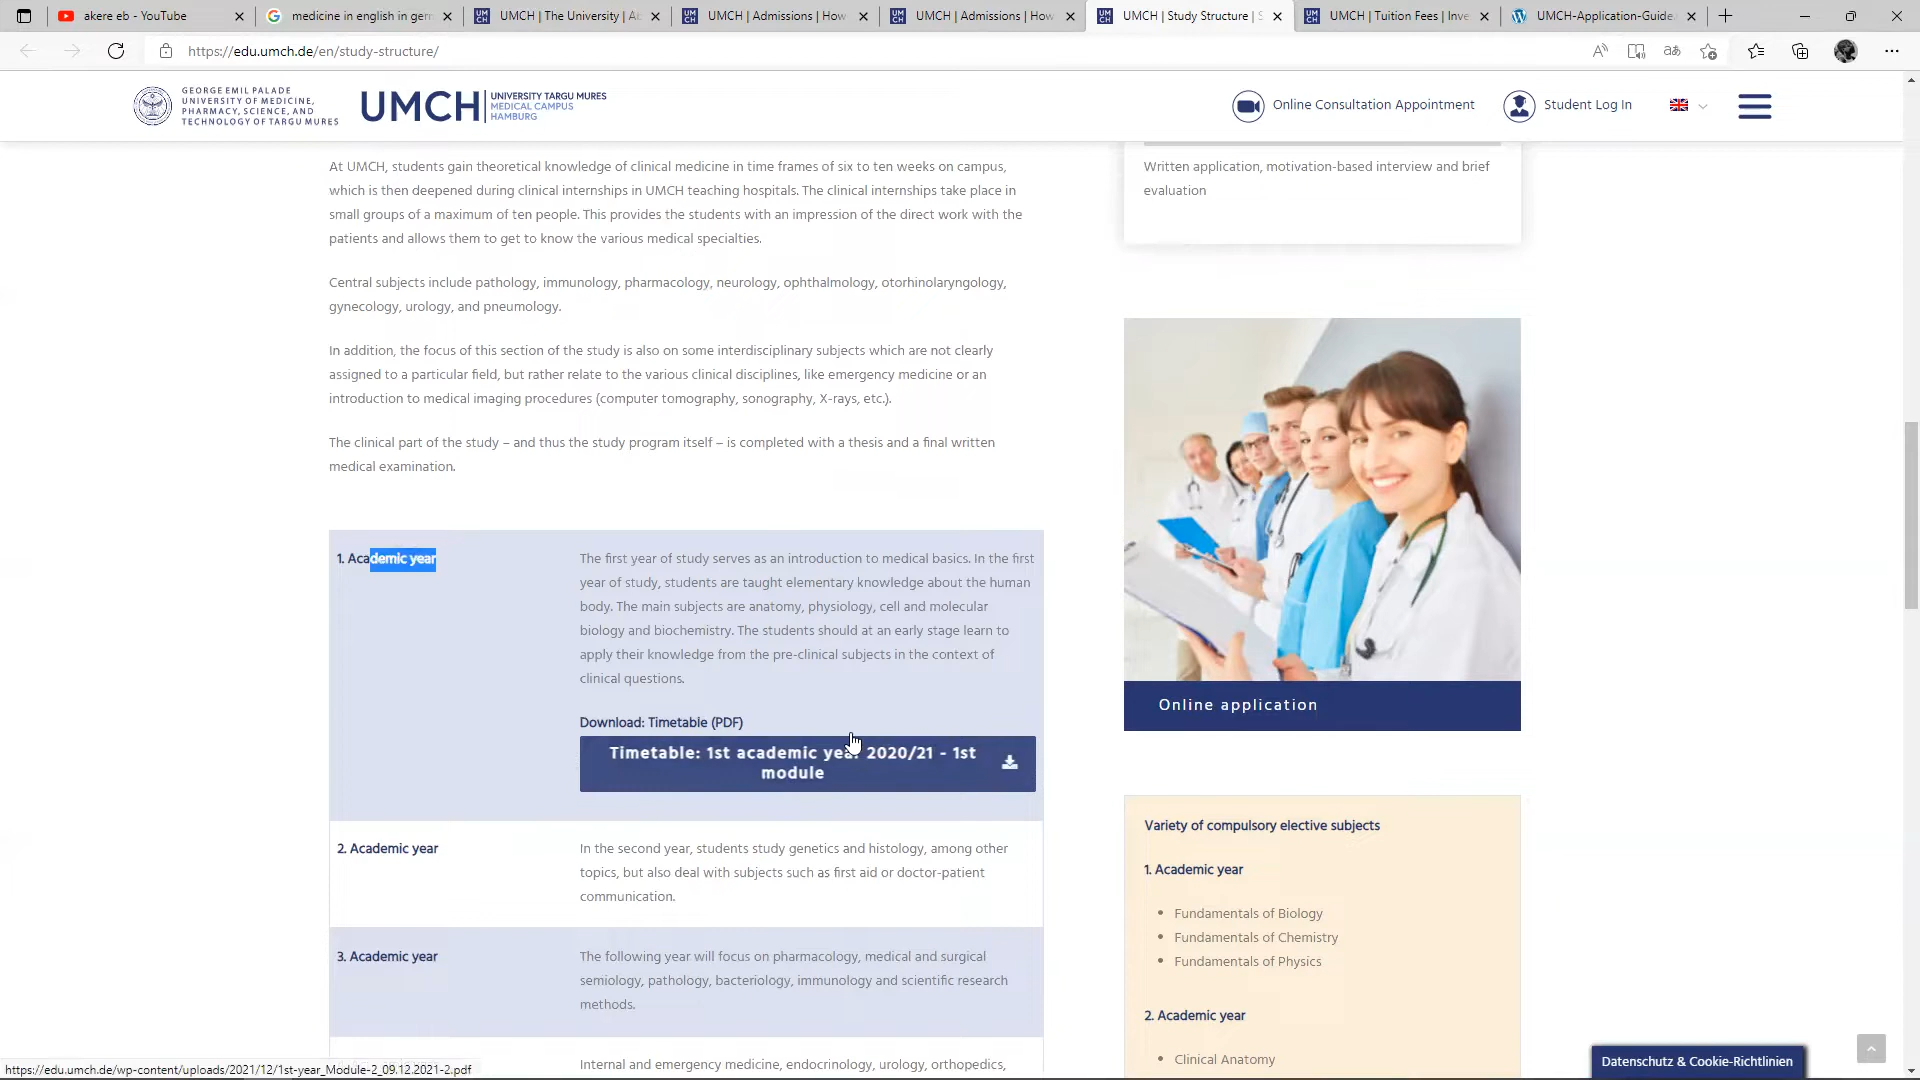 akere eb - YouTube
medicine in english in germ
UMCH | The University | Ab
UMCH | Admissions | How
UMCH | Admissions | How
UMCH | Study Structure | S
UMCH | Tuition Fees | Inve
UMCH-Application-Guide
https://edu.umch.de/en/study-structure/
GEORGE EMIL PALADE
UNIVERSITY OF MEDICINE,
PHARMACY, SCIENCE, AND
TECHNOLOGY OF TARGU MURES
UMCH
UNIVERSITY TARGU MURES
MEDICAL CAMPUS
HAMBURG
Online Consultation Appointment
Student Log In
At UMCH, students gain theoretical knowledge of clinical medicine in time frames of six to ten weeks on campus,
which is then deepened during clinical internships in UMCH teaching hospitals. The clinical internships take place in
small groups of a maximum of ten people. This provides the students with an impression of the direct work with the
patients and allows them to get to know the various medical specialties.
Central subjects include pathology, immunology, pharmacology, neurology, ophthalmology, otorhinolaryngology,
gynecology, urology, and pneumology.
In addition, the focus of this section of the study is also on some interdisciplinary subjects which are not clearly
assigned to a particular field, but rather relate to the various clinical disciplines, like emergency medicine or an
introduction to medical imaging procedures (computer tomography, sonography, X-rays, etc.).
The clinical part of the study – and thus the study program itself – is completed with a thesis and a final written
medical examination.
1. Academic year
The first year of study serves as an introduction to medical basics. In the first
year of study, students are taught elementary knowledge about the human
body. The main subjects are anatomy, physiology, cell and molecular
biology and biochemistry. The students should at an early stage learn to
apply their knowledge from the pre-clinical subjects in the context of
clinical questions.
Download: Timetable (PDF)
Timetable: 1st academic year 2020/21 - 1st
module
2. Academic year
In the second year, students study genetics and histology, among other
topics, but also deal with subjects such as first aid or doctor-patient
communication.
3. Academic year
The following year will focus on pharmacology, medical and surgical
semiology, pathology, bacteriology, immunology and scientific research
methods.
Internal and emergency medicine, endocrinology, urology, orthopedics,
Written application, motivation-based interview and brief
evaluation
Online application
Variety of compulsory elective subjects
1. Academic year
• Fundamentals of Biology
• Fundamentals of Chemistry
• Fundamentals of Physics
2. Academic year
• Clinical Anatomy
Datenschutz & Cookie-Richtlinien
https://edu.umch.de/wp-content/uploads/2021/12/1st-year_Module-2_09.12.2021-2.pdf